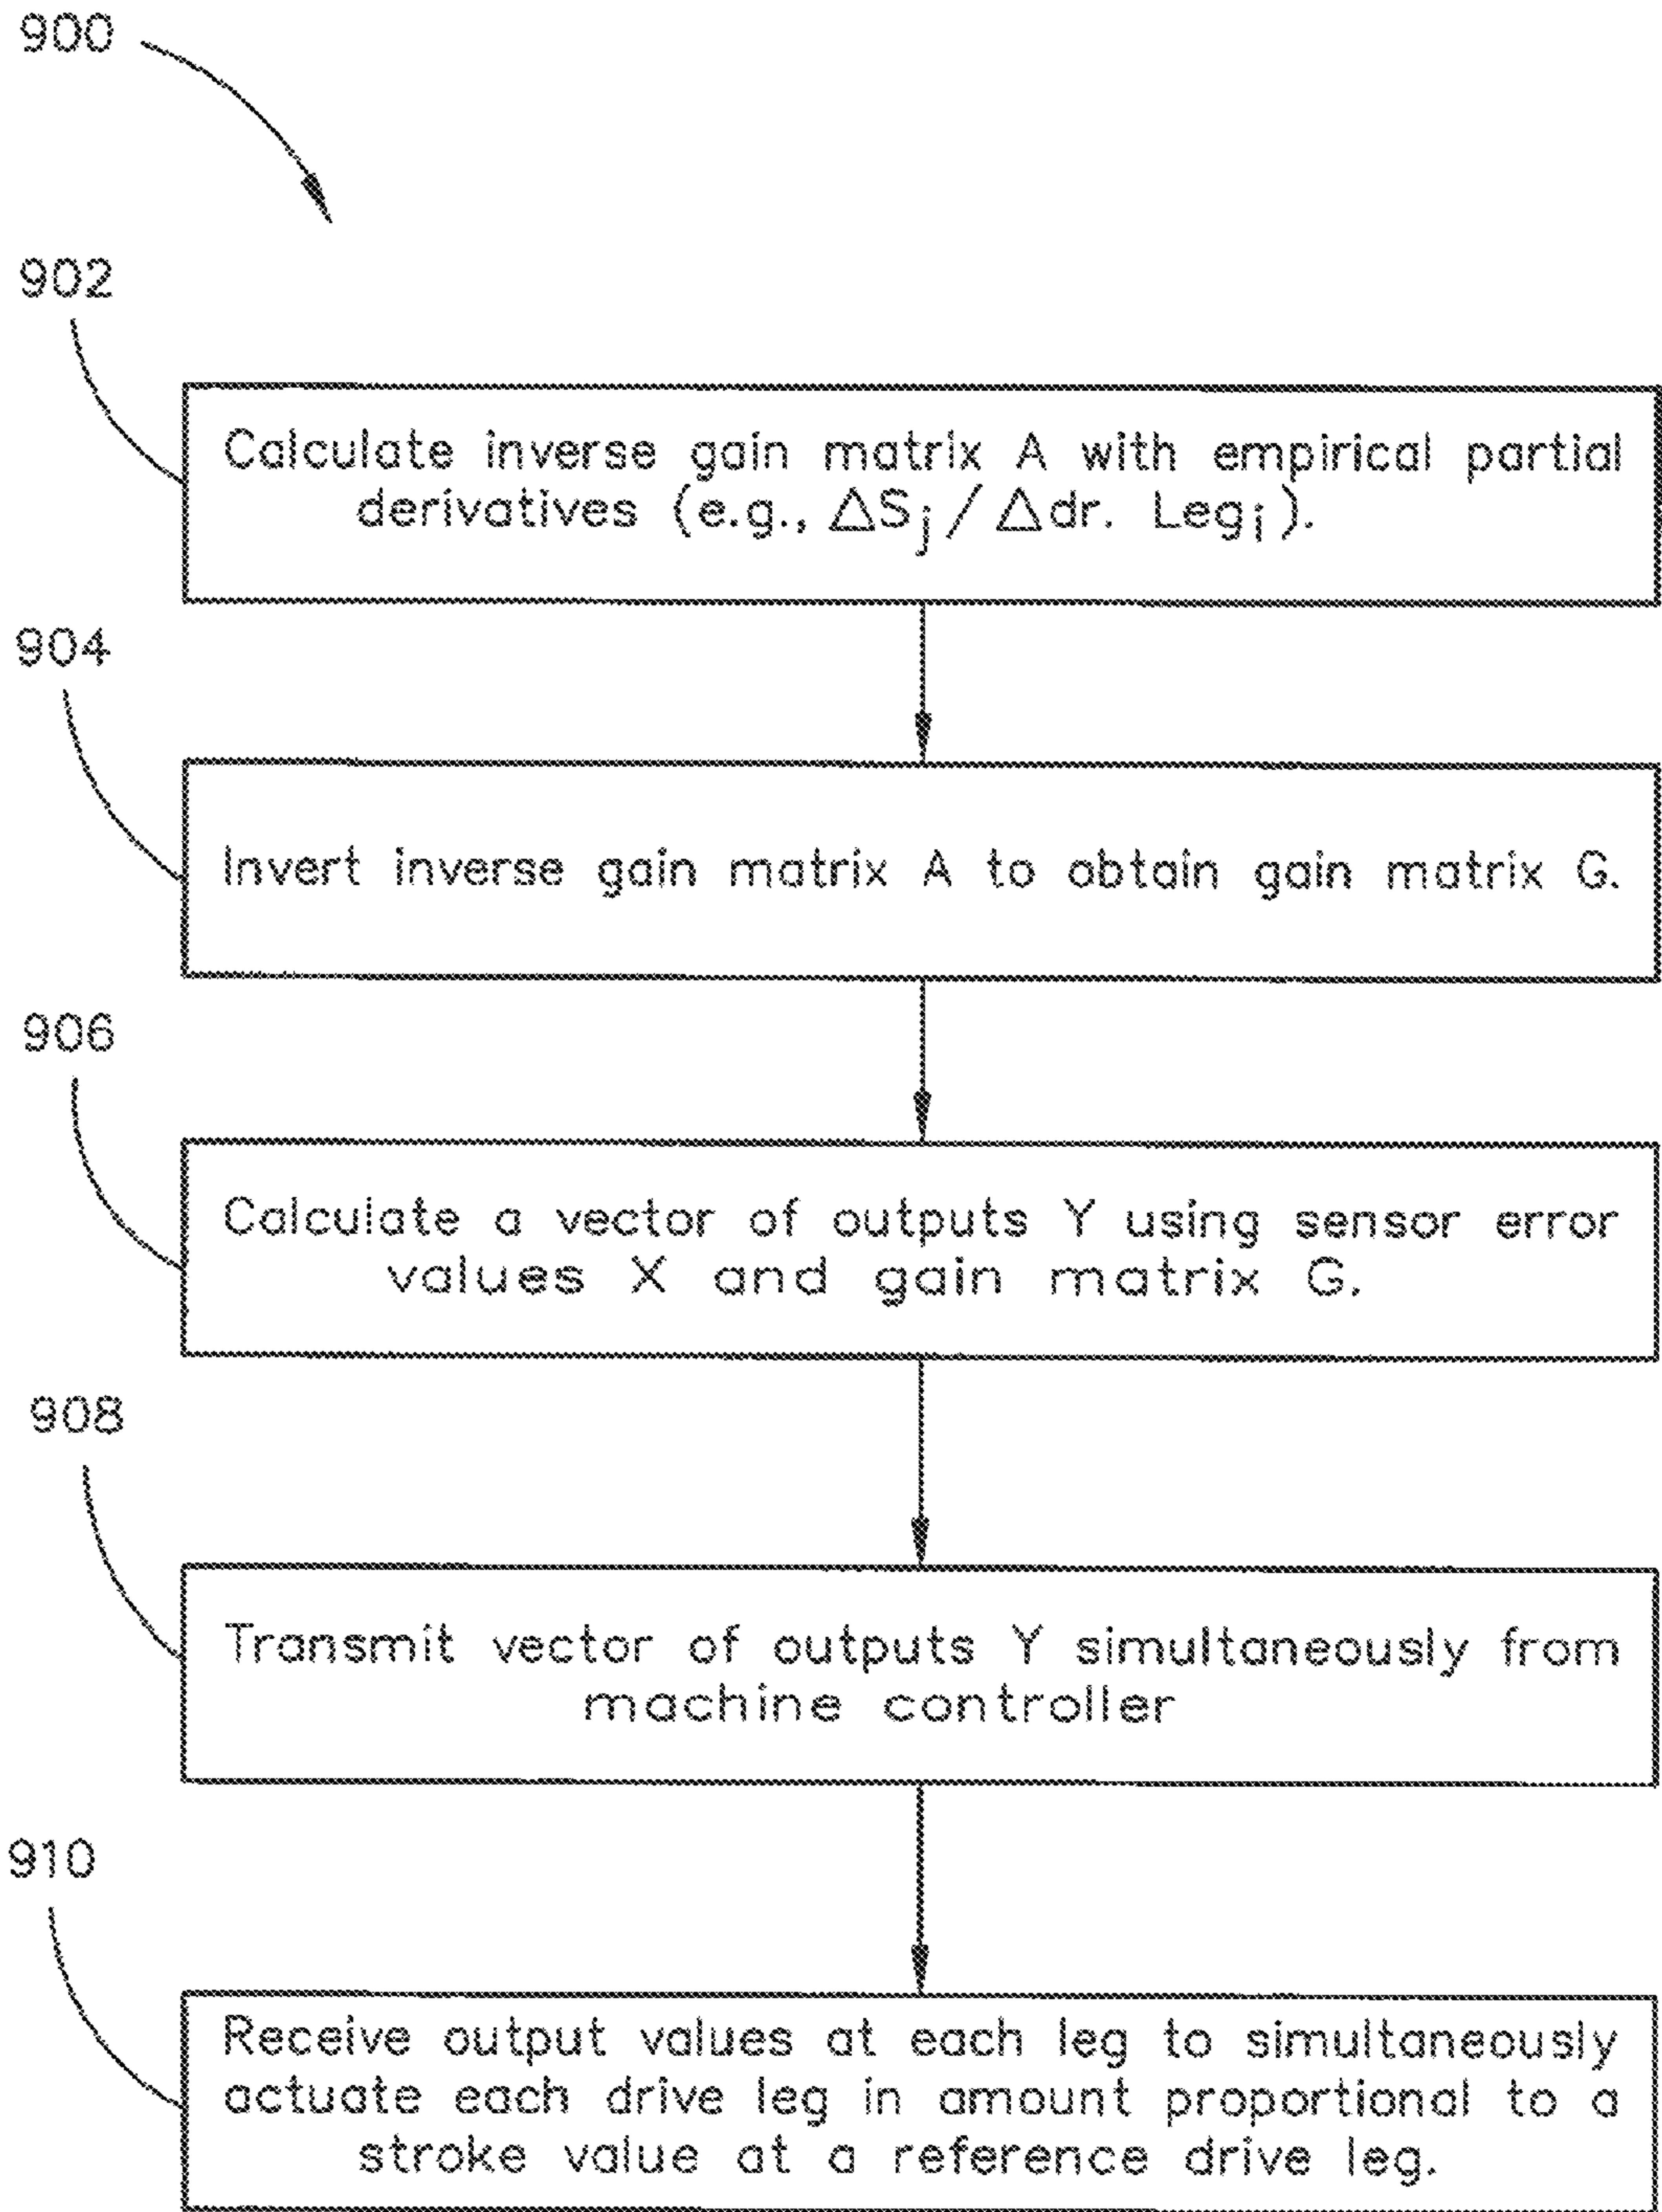 900
902
Calculate inverse gain matrix A with empirical partial
derivatives (e.g., ΔSj / Δdr. Legi).
904
Invert inverse gain matrix A to obtain gain matrix G.
906
Calculate a vector of outputs Y using sensor error
values X and gain matrix G.
908
Transmit vector of outputs Y simultaneously from
machine controller
910
Receive output values at each leg to simultaneously
actuate each drive leg in amount proportional to a
stroke value at a reference drive leg.